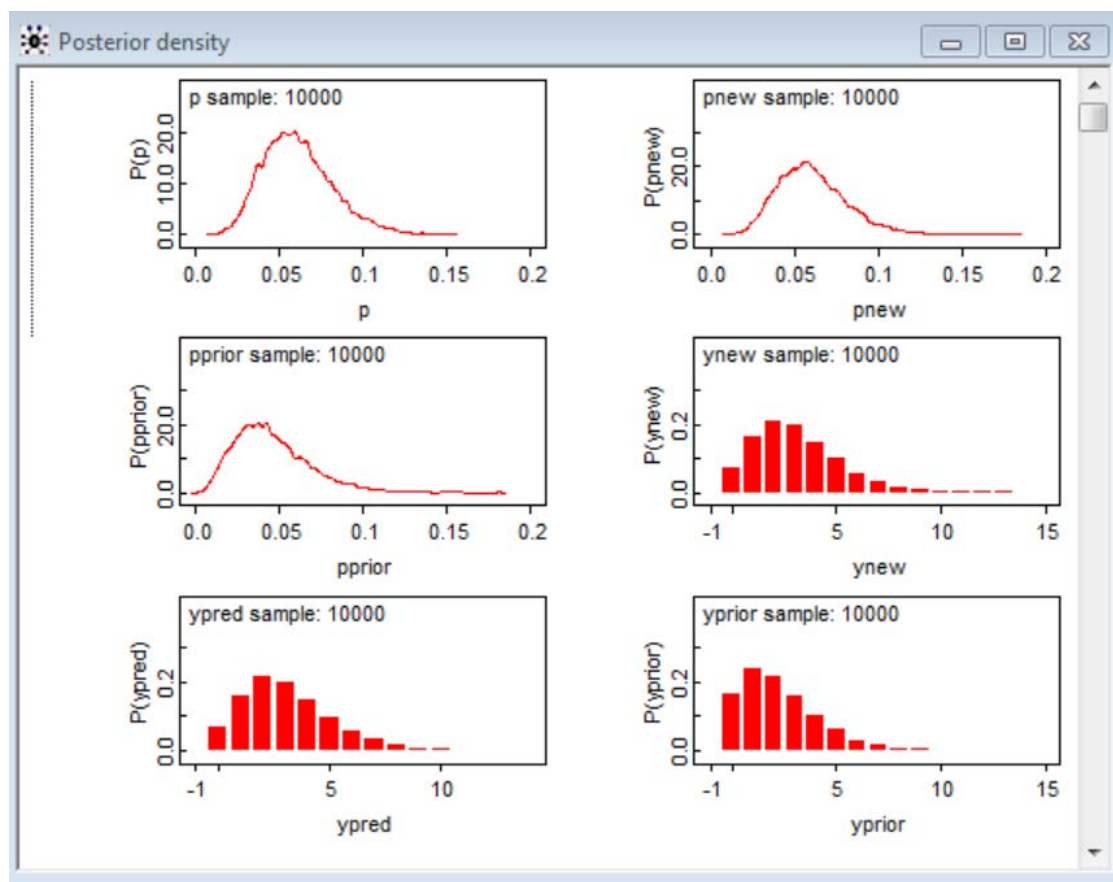 Posterior density
p sample: 10000
P(p)
0.0 10.0 20.0
0.0 0.05 0.1 0.15 0.2
p
pnew sample: 10000
P(pnew)
0.0 20.0
0.0 0.05 0.1 0.15 0.2
pnew
pprior sample: 10000
P(pprior)
0.0 20.0
0.0 0.05 0.1 0.15 0.2
pprior
ynew sample: 10000
P(ynew)
0.0 0.2
-1 5 10 15
ynew
ypred sample: 10000
P(ypred)
0.0 0.2
-1 5 10
ypred
yprior sample: 10000
P(yprior)
0.0 0.2
-1 5 10 15
yprior